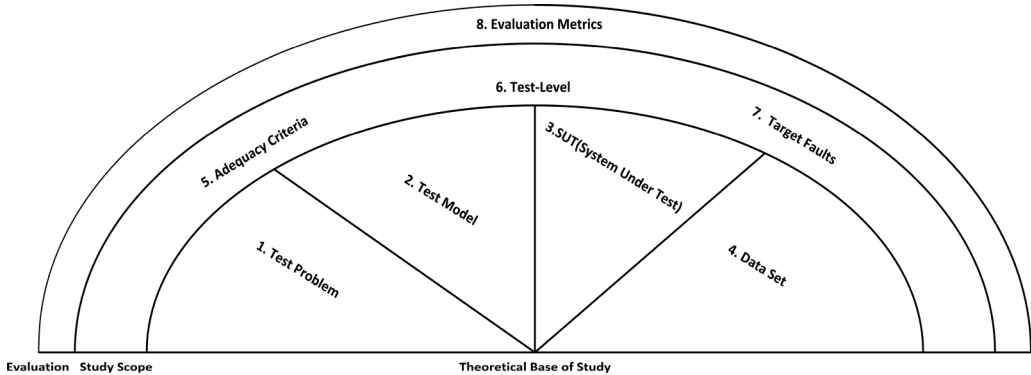 8. Evaluation Metrics
6. Test-Level
5. Adequacy Criteria
7. Target Faults
3.SUT(System Under Test)
2. Test Model
1. Test Problem
4. Data Set
Evaluation Study Scope Theoretical Base of Study